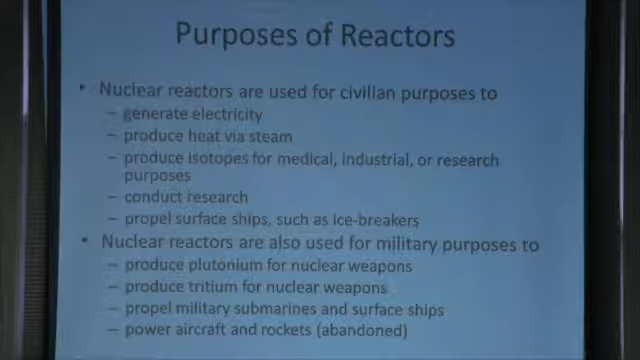 Purposes of Reactors
• Nuclear reactors are used for civilian purposes to
– generate electricity
– produce heat via steam
– produce isotopes for medical, industrial, or research
purposes
– conduct research
– propel surface ships, such as ice-breakers
• Nuclear reactors are also used for military purposes to
– produce plutonium for nuclear weapons
– produce tritium for nuclear weapons
– propel military submarines and surface ships
– power aircraft and rockets (abandoned)